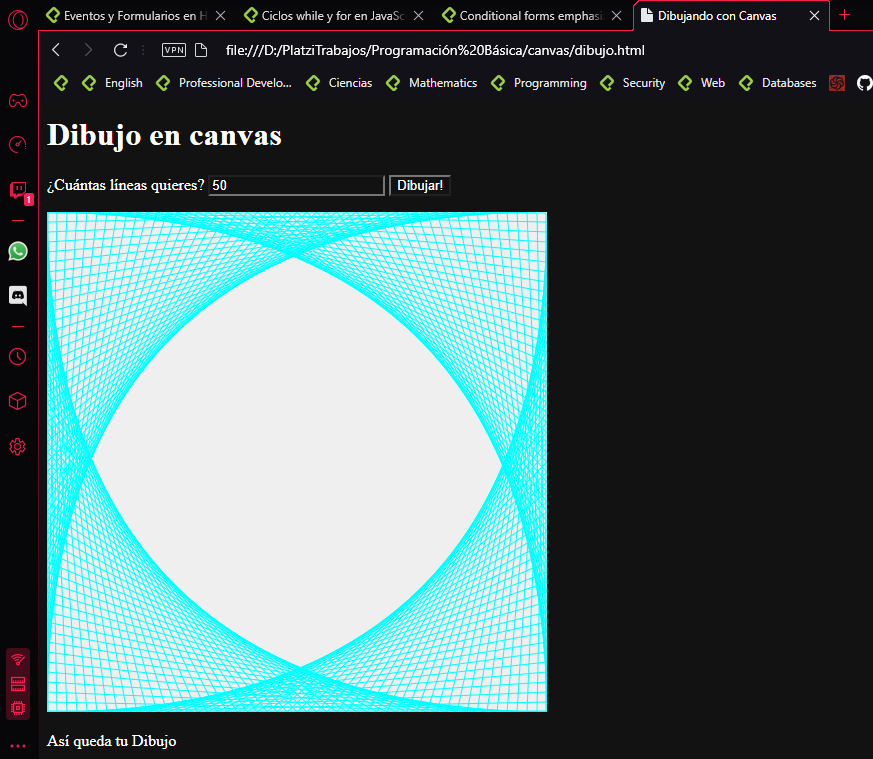 Eventos y Formularios en H
Ciclos while y for en JavaSc
Conditional forms emphasi
Dibujando con Canvas
VPN
file:///D:/PlatziTrabajos/Programación%20Básica/canvas/dibujo.html
English
Professional Develo...
Ciencias
Mathematics
Programming
Security
Web
Databases
1
Dibujo en canvas
¿Cuántas líneas quieres? 50 Dibujar!
Así queda tu Dibujo